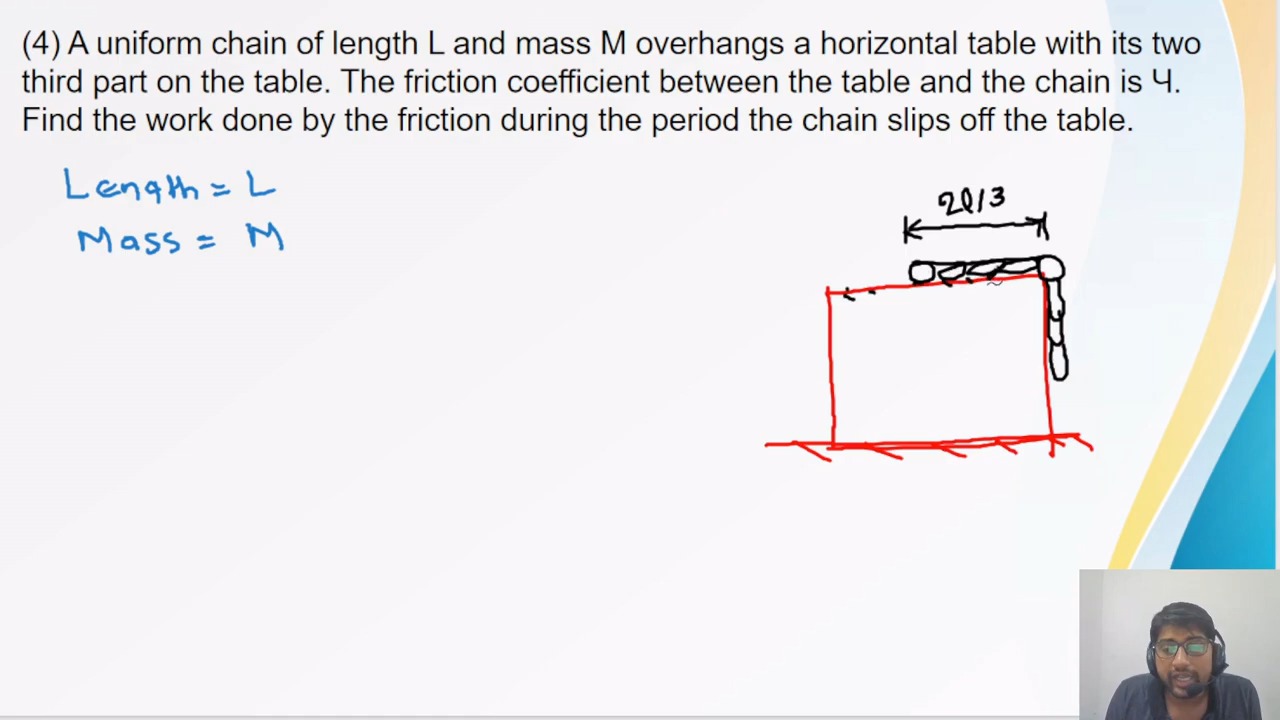 (4) A uniform chain of length L and mass M overhangs a horizontal table with its two
third part on the table. The friction coefficient between the table and the chain is Ч.
Find the work done by the friction during the period the chain slips off the table.
Length = L
Mass = M
2l/3